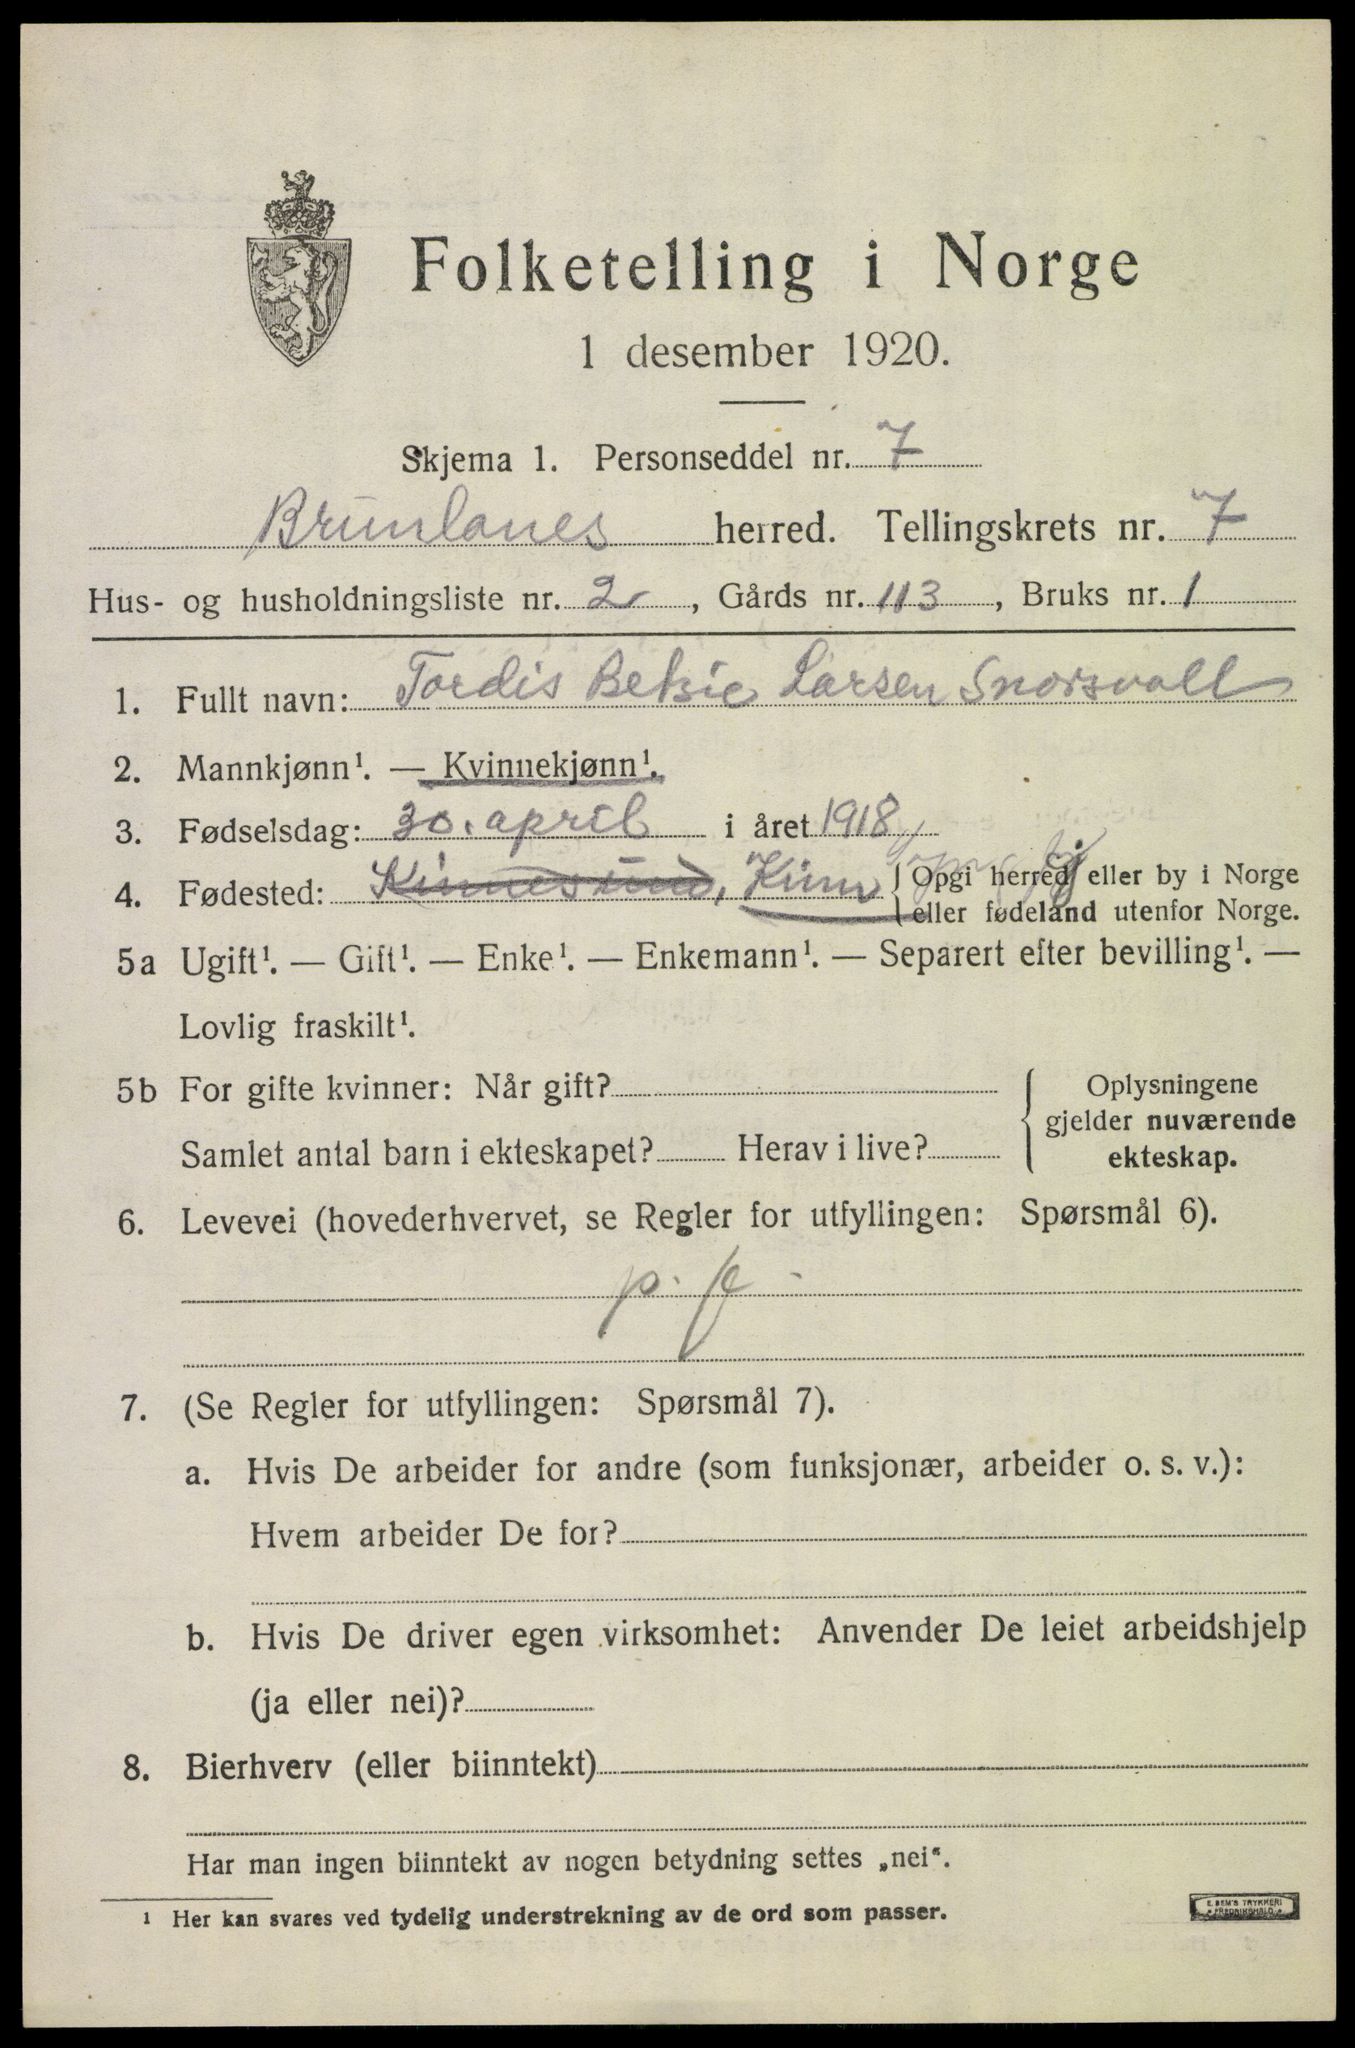 Folketelling i Norge
1 desember 1920.
Skjema 1. Personseddel nr. 7
Brunlanes herred. Tellingskrets nr. 7
Hus- og husholdningsliste nr. 2, Gårds nr. 113, Bruks nr. 1
1. Fullt navn: Tordis Betsie Larsen Snorsvall
2. Mannkjønn¹. — Kvinnekjønn¹.
3. Fødselsdag: 30. april i året 1918
4. Fødested: { Opgi herred eller by i Norge
eller fødeland utenfor Norge.
5a Ugift¹. — Gift¹. — Enke¹. — Enkemann¹. — Separert efter bevilling¹. —
Lovlig fraskilt¹.
5b For gifte kvinner: Når gift?
Samlet antal barn i ekteskapet? Herav i live?
{ Oplysningene
gjelder nuværende
ekteskap.
6. Levevei (hovederhvervet, se Regler for utfyllingen: Spørsmål 6).
p. f.
7. (Se Regler for utfyllingen: Spørsmål 7).
a. Hvis De arbeider for andre (som funksjonær, arbeider o. s. v.):
Hvem arbeider De for?
b. Hvis De driver egen virksomhet: Anvender De leiet arbeidshjelp
(ja eller nei)?
8. Bierhverv (eller biinntekt)
Har man ingen biinntekt av nogen betydning settes „nei“.
¹ Her kan svares ved tydelig understrekning av de ord som passer.
E. SEM'S TRYKKERI
FREDRIKSHALD